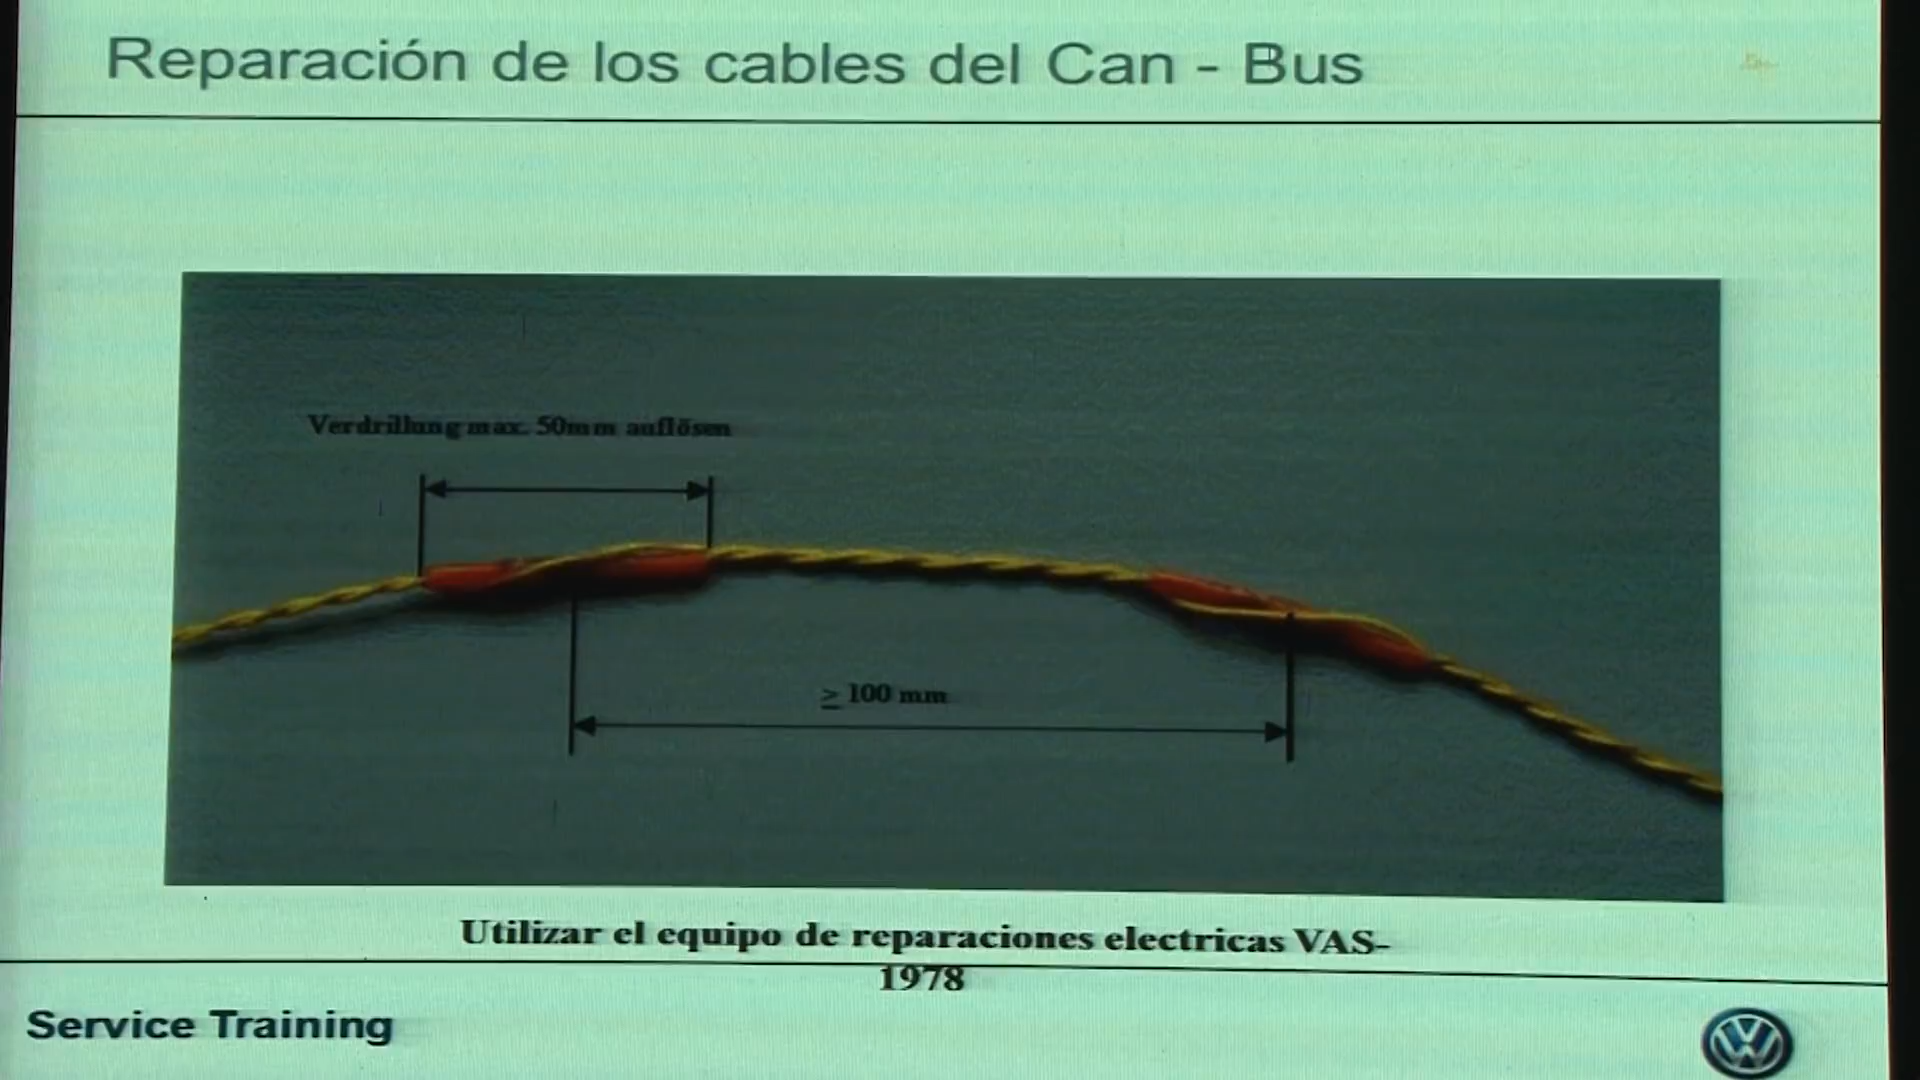 Reparación de los cables del Can - Bus
Verdrillung max. 50mm auflösen
≥ 100 mm
Utilizar el equipo de reparaciones electricas VAS-
1978
Service Training